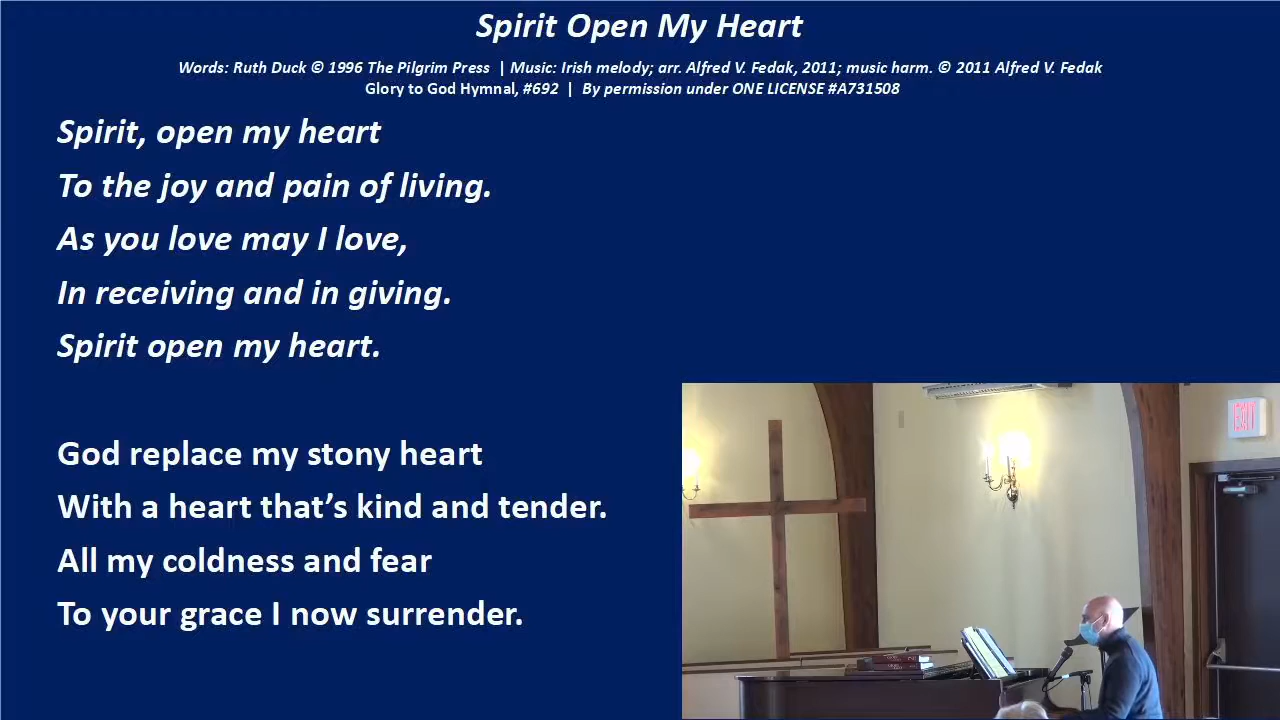 Spirit Open My Heart
Words: Ruth Duck © 1996 The Pilgrim Press | Music: Irish melody; arr. Alfred V. Fedak, 2011; music harm. © 2011 Alfred V. Fedak
Glory to God Hymnal, #692 | By permission under ONE LICENSE #A731508
Spirit, open my heart
To the joy and pain of living.
As you love may I love,
In receiving and in giving.
Spirit open my heart.
God replace my stony heart
With a heart that’s kind and tender.
All my coldness and fear
To your grace I now surrender.
EXIT